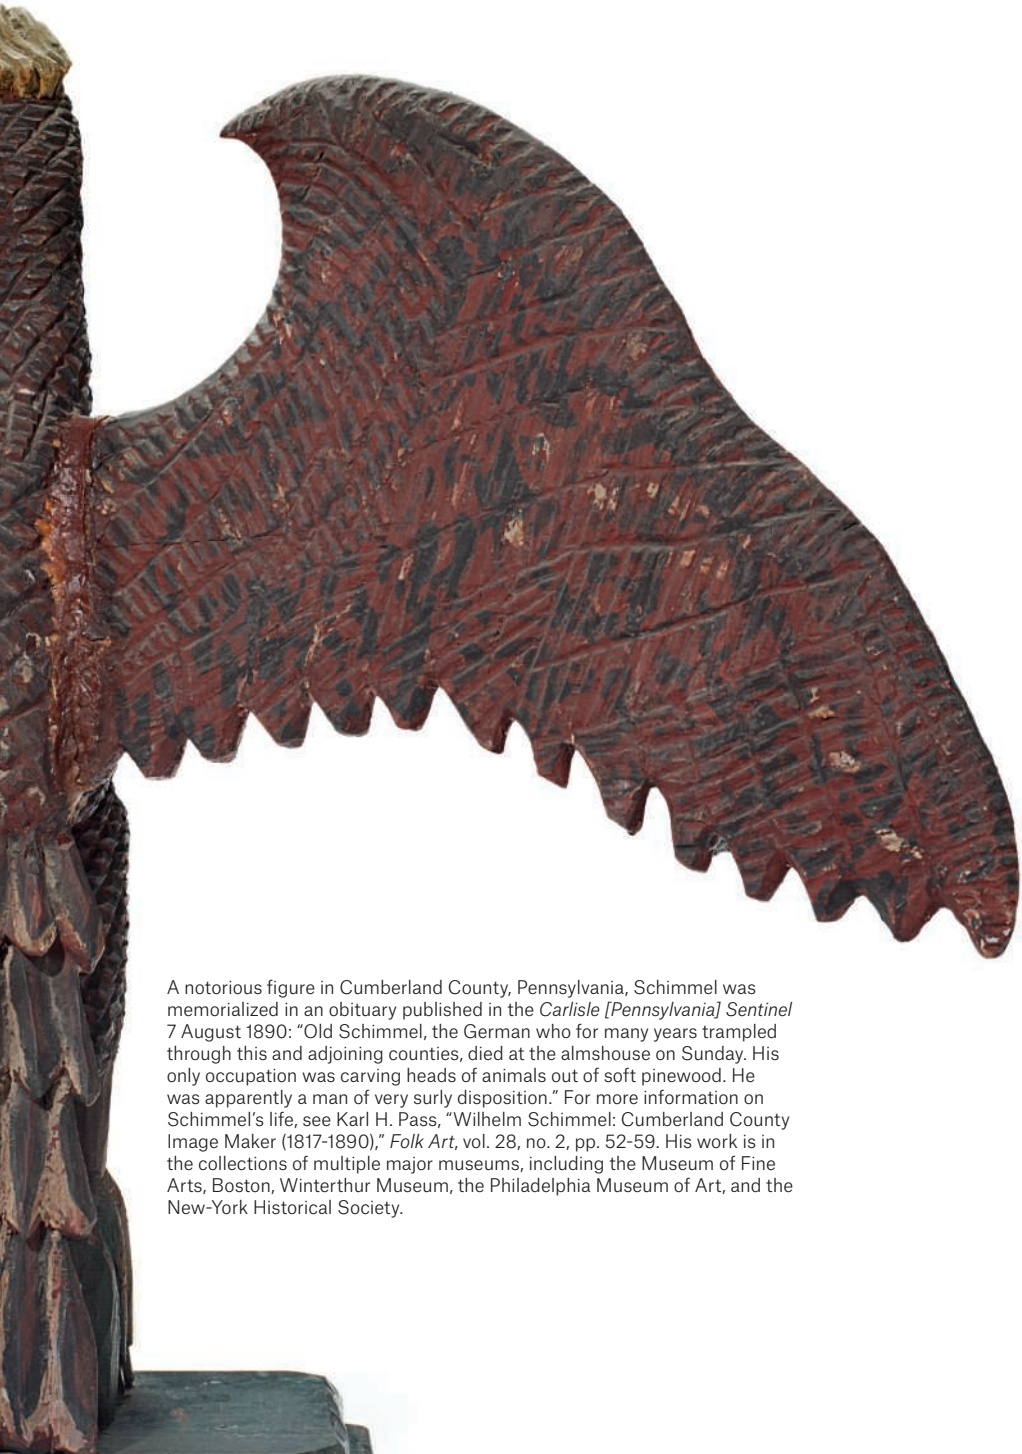 A notorious figure in Cumberland County, Pennsylvania, Schimmel was
memorialized in an obituary published in the Carlisle [Pennsylvania] Sentinel
7 August 1890: “Old Schimmel, the German who for many years trampled
through this and adjoining counties, died at the almshouse on Sunday. His
only occupation was carving heads of animals out of soft pinewood. He
was apparently a man of very surly disposition.” For more information on
Schimmel’s life, see Karl H. Pass, “Wilhelm Schimmel: Cumberland County
Image Maker (1817-1890),” Folk Art, vol. 28, no. 2, pp. 52-59. His work is in
the collections of multiple major museums, including the Museum of Fine
Arts, Boston, Winterthur Museum, the Philadelphia Museum of Art, and the
New-York Historical Society.